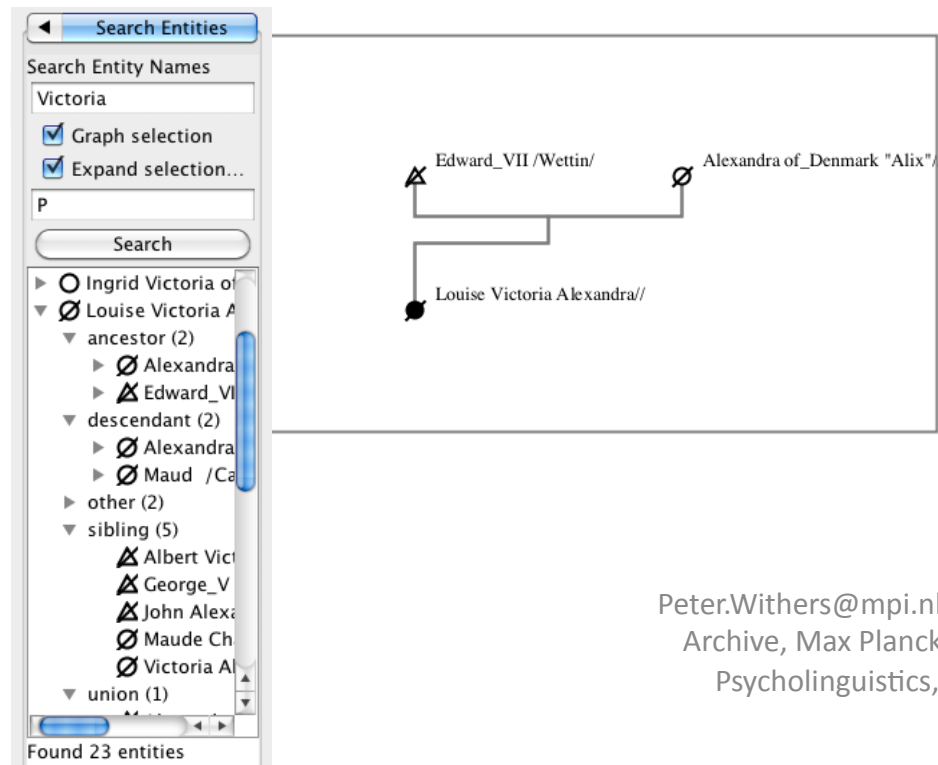 Search Entities
Search Entity Names
Victoria
Graph selection
Expand selection...
P
Search
Ingrid Victoria of
Louise Victoria A
ancestor (2)
Alexandra
Edward_VI
descendant (2)
Alexandra
Maud /Ca
other (2)
sibling (5)
Albert Vict
George_V
John Alexa
Maude Ch
Victoria Al
union (1)
Found 23 entities
Edward_VII /Wettin/
Alexandra of_Denmark "Alix"/
Louise Victoria Alexandra//
Peter.Withers@mpi.nl
Archive, Max Planck
Psycholinguistics,